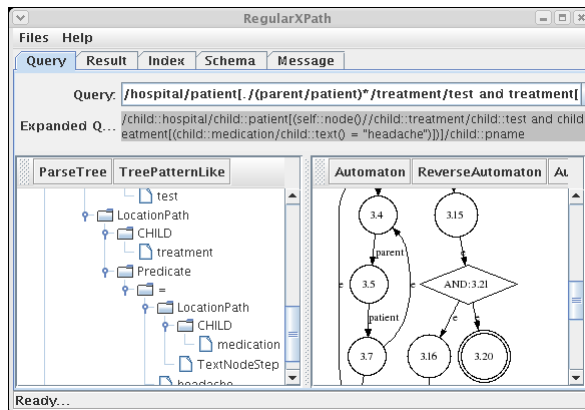 RegularXPath
Files Help
Query Result Index Schema Message
Query: /hospital/patient[./(parent/patient)*/treatment/test and treatment[
Expanded Q... /child::hospital/child::patient[(self::node()//child::treatment/child::test and child
eatment[(child::medication/child::text() = "headache")])]/child::pname
ParseTree TreePatternLike
Automaton ReverseAutomaton Au
test
LocationPath
CHILD
treatment
Predicate
=
LocationPath
CHILD
medication
TextNodeStep
headache
3.4 3.15
parent
e 3.5 e AND:3.21
patient e e
3.7 3.16 3.20
Ready...